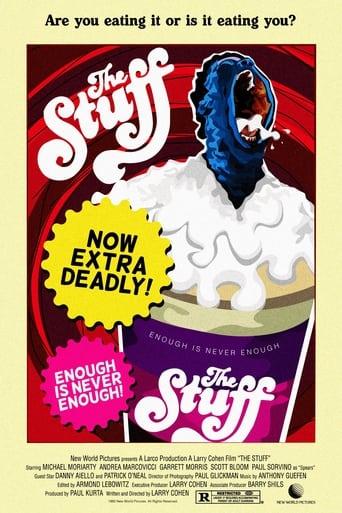 Are you eating it or is it eating you?
The
Stuff
NOW
EXTRA
DEADLY!
ENOUGH IS NEVER ENOUGH
ENOUGH
IS NEVER
ENOUGH!
The
Stuff
New World Pictures presents A Larco Production A Larry Cohen Film "THE STUFF"
Starring MICHAEL MORIARTY ANDREA MARCOVICCI GARRETT MORRIS SCOTT BLOOM PAUL SORVINO as "Spears"
Guest Star DANNY AIELLO and PATRICK O'NEAL Director of Photography PAUL GLICKMAN Music by ANTHONY GUEFEN
Edited by ARMOND LEBOWITZ Executive Producer LARRY COHEN Associate Producer BARRY SHILS
Produced by PAUL KURTA Written and Directed by LARRY COHEN
R RESTRICTED
NEW WORLD PICTURES